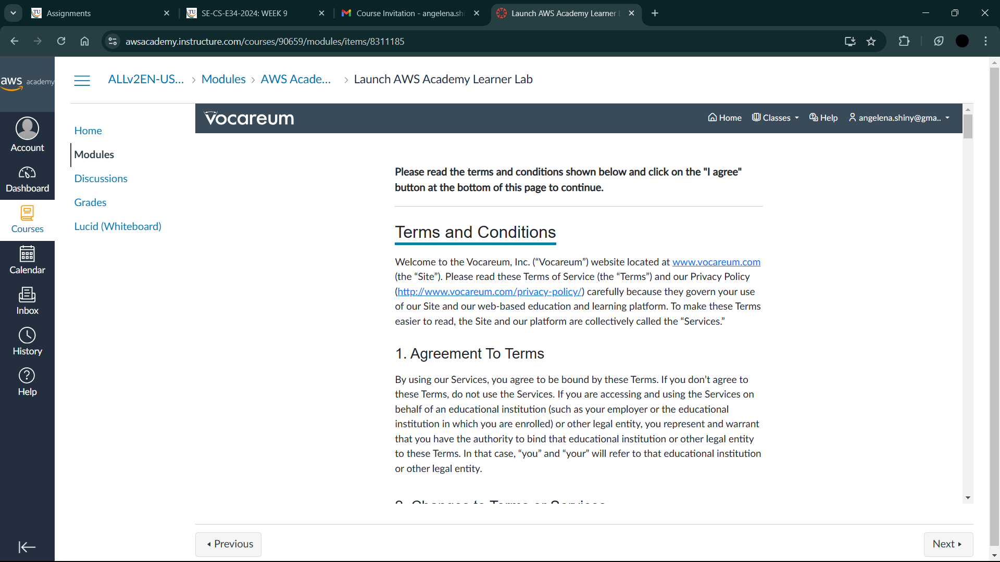 Assignments
SE-CS-E34-2024: WEEK 9
Course Invitation - angelena.shi
Launch AWS Academy Learner
awsacademy.instructure.com/courses/90659/modules/items/8311185
aws academy
ALLv2EN-US... > Modules > AWS Acade... > Launch AWS Academy Learner Lab
Account
Dashboard
Courses
Calendar
Inbox
History
Help
Home
Modules
Discussions
Grades
Lucid (Whiteboard)
Vocareum
Home Classes Help angelena.shiny@gma..
Please read the terms and conditions shown below and click on the "I agree"
button at the bottom of this page to continue.
Terms and Conditions
Welcome to the Vocareum, Inc. (“Vocareum”) website located at www.vocareum.com
(the “Site”). Please read these Terms of Service (the “Terms”) and our Privacy Policy
(http://www.vocareum.com/privacy-policy/) carefully because they govern your use
of our Site and our web-based education and learning platform. To make these Terms
easier to read, the Site and our platform are collectively called the “Services.”
1. Agreement To Terms
By using our Services, you agree to be bound by these Terms. If you don’t agree to
these Terms, do not use the Services. If you are accessing and using the Services on
behalf of an educational institution (such as your employer or the educational
institution in which you are enrolled) or other legal entity, you represent and warrant
that you have the authority to bind that educational institution or other legal entity
to these Terms. In that case, “you” and “your” will refer to that educational institution
or other legal entity.
2. Changes to Terms or Services
Previous
Next